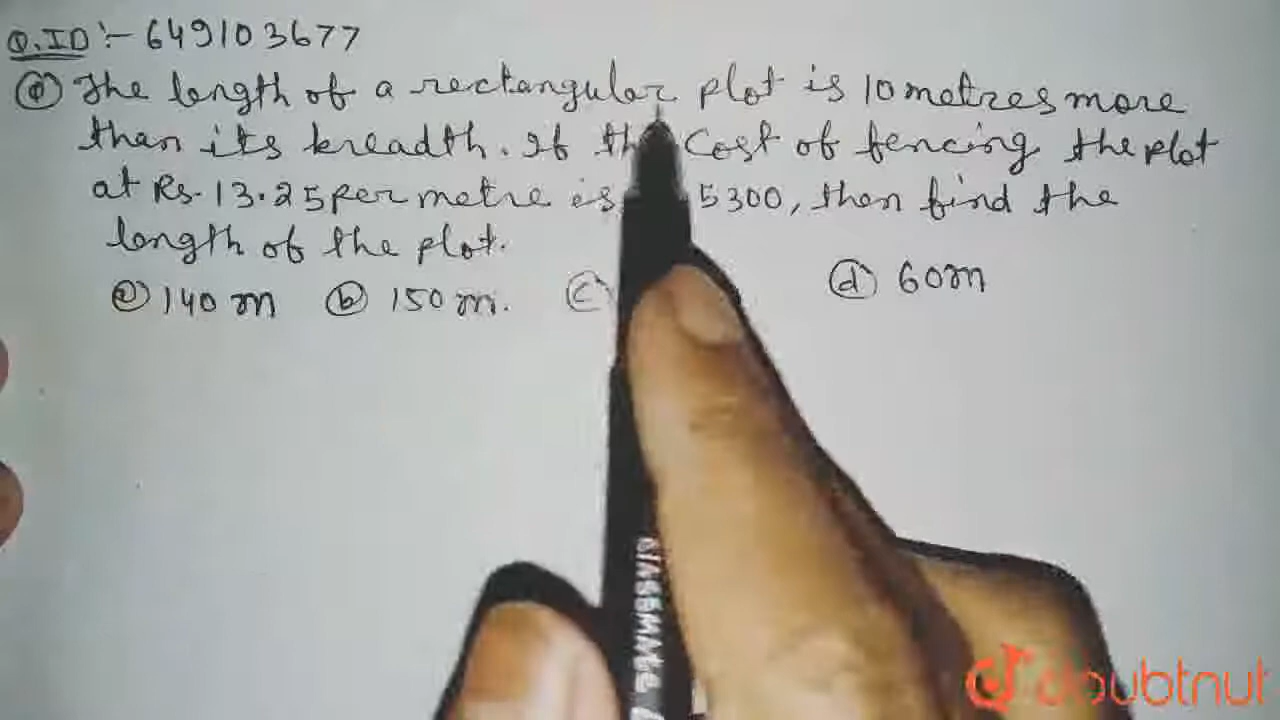 Q.ID :- 649103677
Q The length of a rectangular plot is 10 metres more
than its breadth. If the cost of fencing the plot
at Rs. 13.25 per metre is 5300, then find the
length of the plot.
a 140 m b 150 m. c d 60m
CLASSMATE
doubtnut